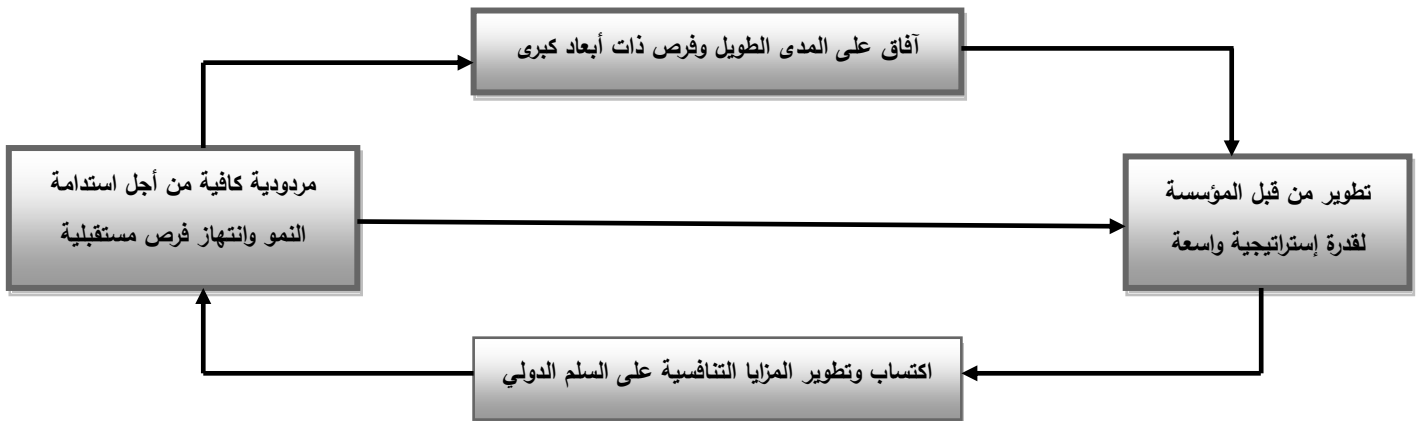 آفاق على المدى الطويل وفرص ذات أبعاد كبرى
تطوير من قبل المؤسسة
لقدرة إستراتيجية واسعة
مردودية كافية من أجل استدامة
النمو وانتهاز فرص مستقبلية
اكتساب وتطوير المزايا التنافسية على السلم الدولي